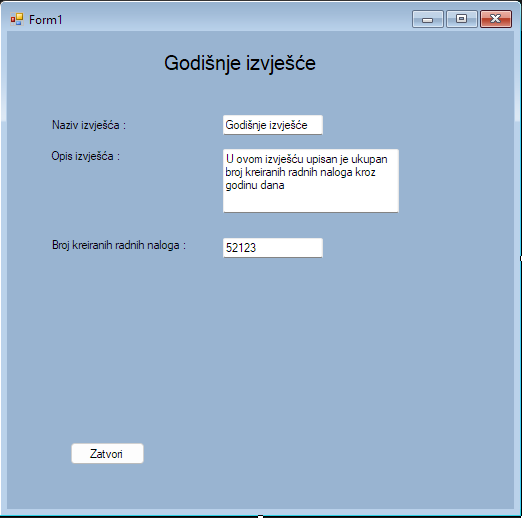 Form1
Godišnje izvješće
Naziv izvješća :
Godišnje izvješće
Opis izvješća :
U ovom izvješću upisan je ukupan
broj kreiranih radnih naloga kroz
godinu dana
Broj kreiranih radnih naloga :
52123
Zatvori